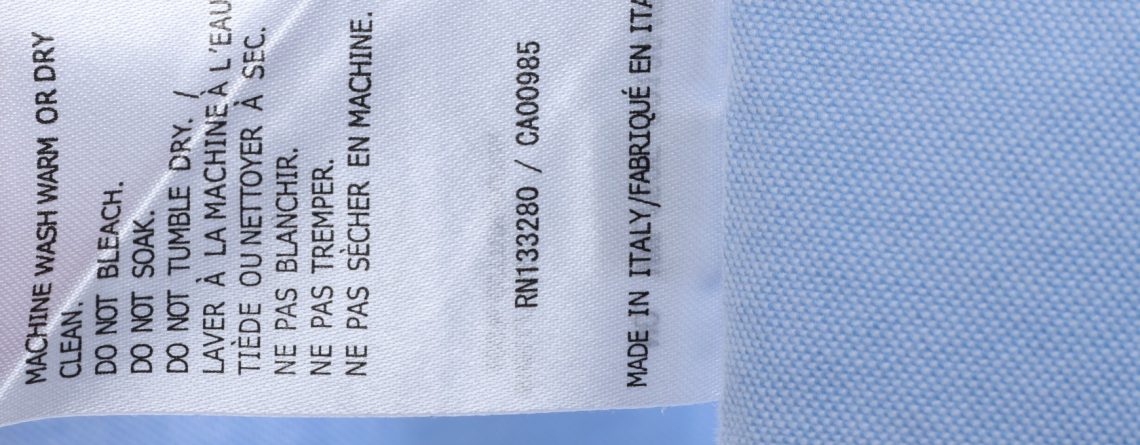 MACHINE WASH WARM OR DRY
CLEAN.
DO NOT BLEACH.
DO NOT SOAK.
DO NOT TUMBLE DRY. /
LAVER À LA MACHINE À L'EAU
TIÈDE OU NETTOYER À SEC.
NE PAS BLANCHIR.
NE PAS TREMPER.
NE PAS SÈCHER EN MACHINE.
RN133280 / CA00985
MADE IN ITALY/FABRIQUÉ EN ITA